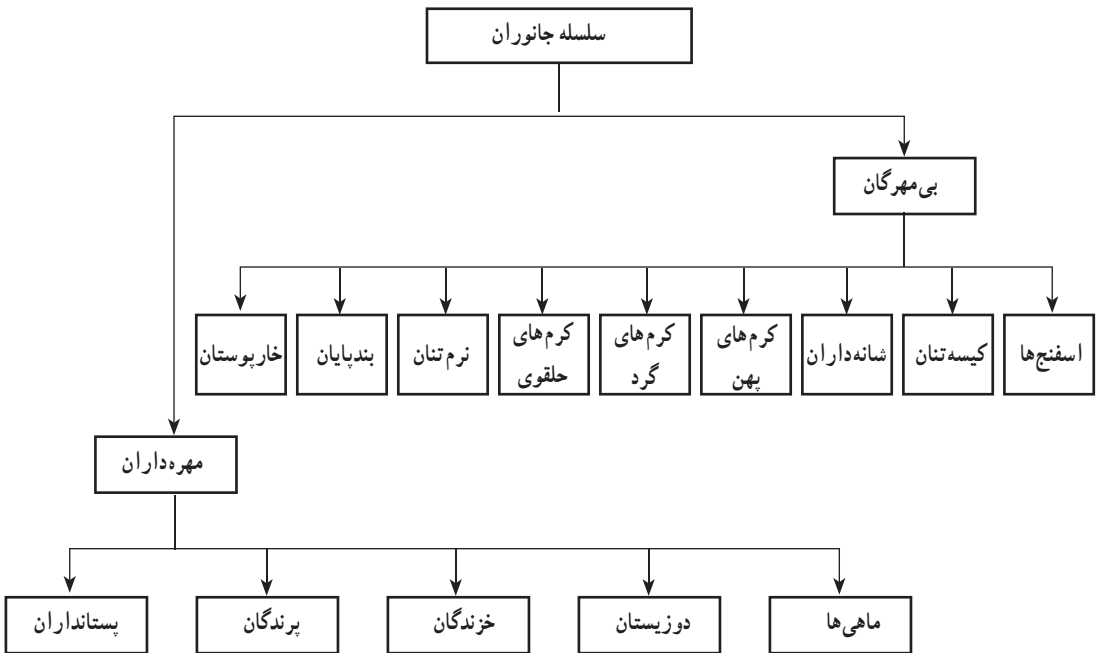 سلسله جانوران
بی‌مهرگان
اسفنج‌ها
کیسه‌تنان
شانه‌داران
کرم‌های
پهن
کرم‌های
گرد
کرم‌های
حلقوی
نرم‌تنان
بندپایان
خارپوستان
مهره‌داران
ماهی‌ها
دوزیستان
خزندگان
پرندگان
پستانداران